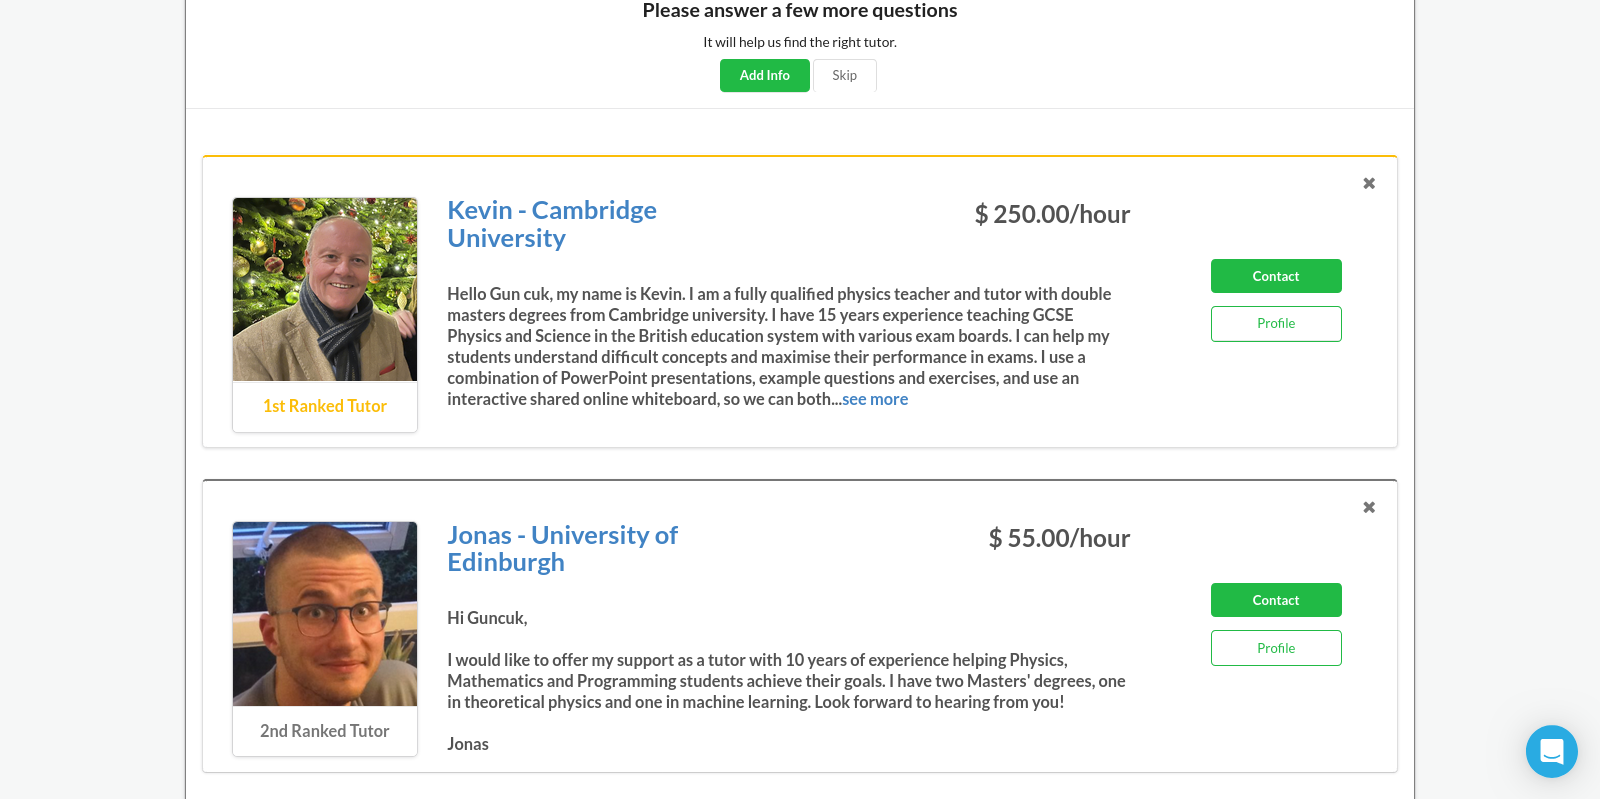 Please answer a few more questions
It will help us find the right tutor.
Add Info
Skip
Kevin - Cambridge
University
$ 250.00/hour
Hello Gun cuk, my name is Kevin. I am a fully qualified physics teacher and tutor with double
masters degrees from Cambridge university. I have 15 years experience teaching GCSE
Physics and Science in the British education system with various exam boards. I can help my
students understand difficult concepts and maximise their performance in exams. I use a
combination of PowerPoint presentations, example questions and exercises, and use an
interactive shared online whiteboard, so we can both...see more
Contact
Profile
1st Ranked Tutor
Jonas - University of
Edinburgh
$ 55.00/hour
Hi Guncuk,
I would like to offer my support as a tutor with 10 years of experience helping Physics,
Mathematics and Programming students achieve their goals. I have two Masters' degrees, one
in theoretical physics and one in machine learning. Look forward to hearing from you!
Jonas
Contact
Profile
2nd Ranked Tutor